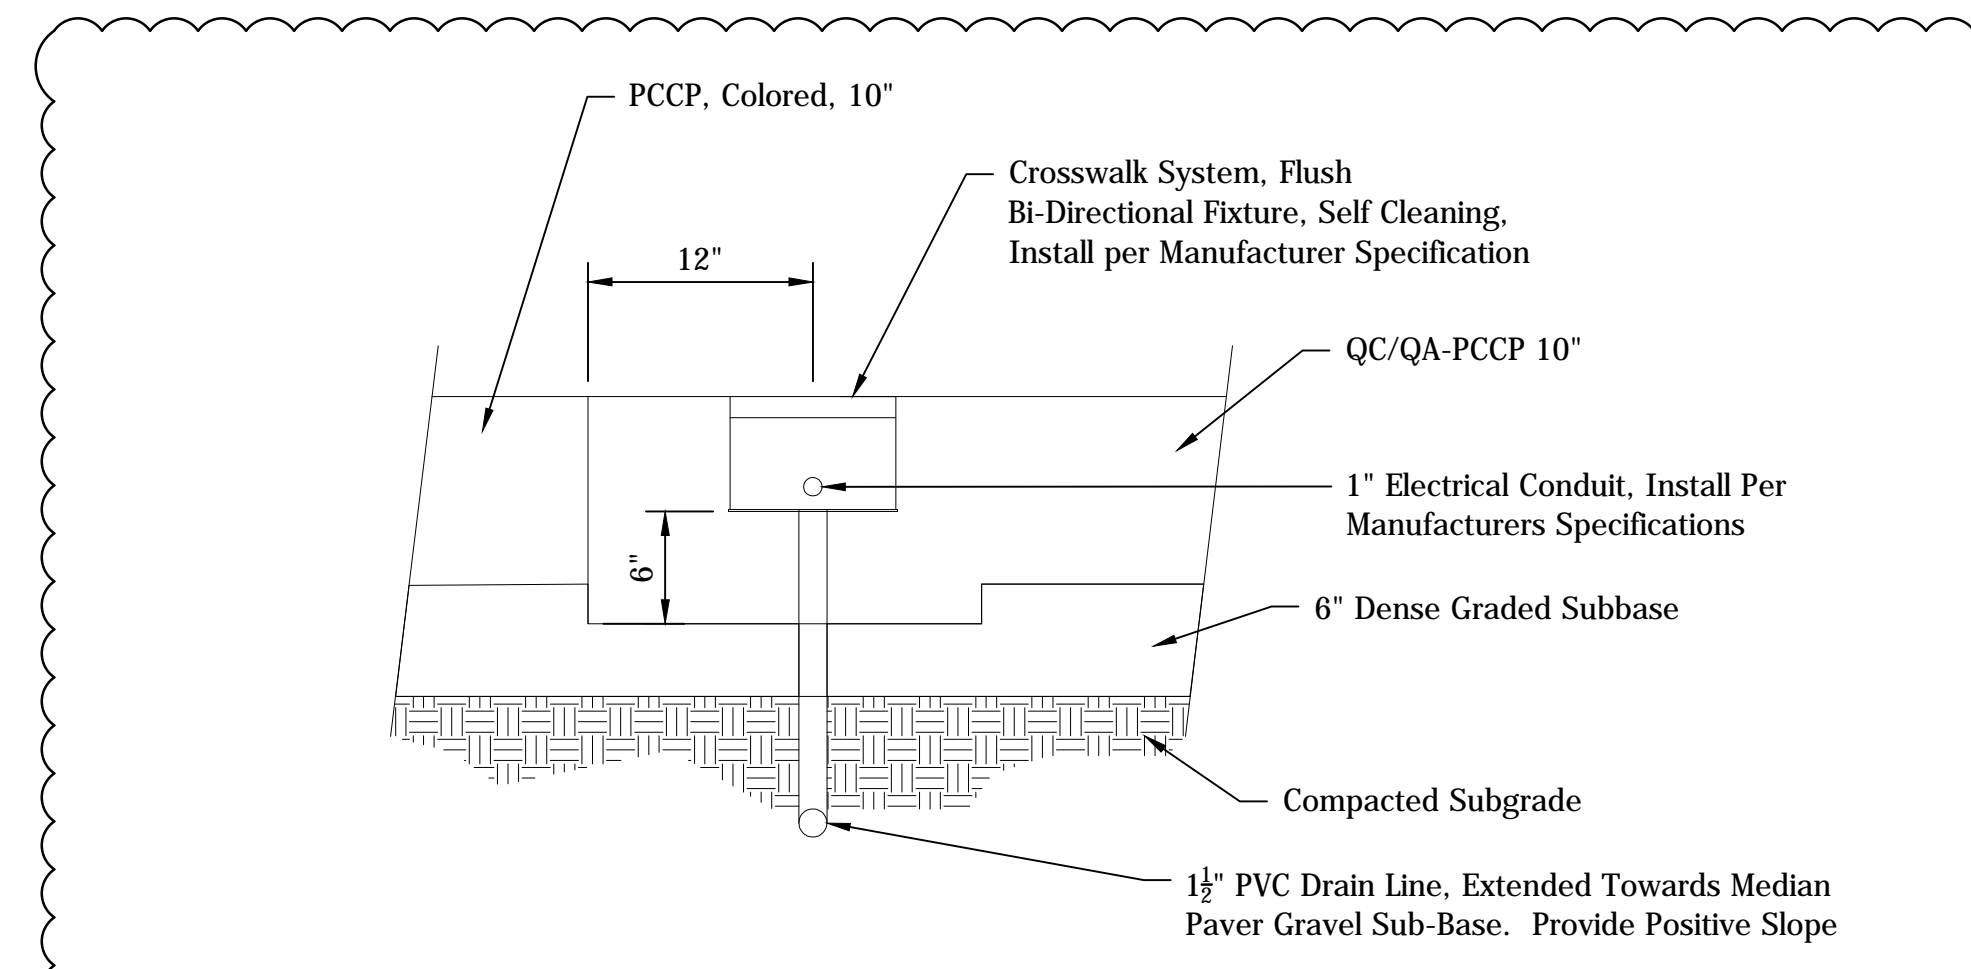 PCCP, Colored, 10"
Crosswalk System, Flush
Bi-Directional Fixture, Self Cleaning,
Install per Manufacturer Specification
12"
QC/QA-PCCP 10"
1" Electrical Conduit, Install Per
Manufacturers Specifications
6"
6" Dense Graded Subbase
Compacted Subgrade
1½" PVC Drain Line, Extended Towards Median
Paver Gravel Sub-Base. Provide Positive Slope